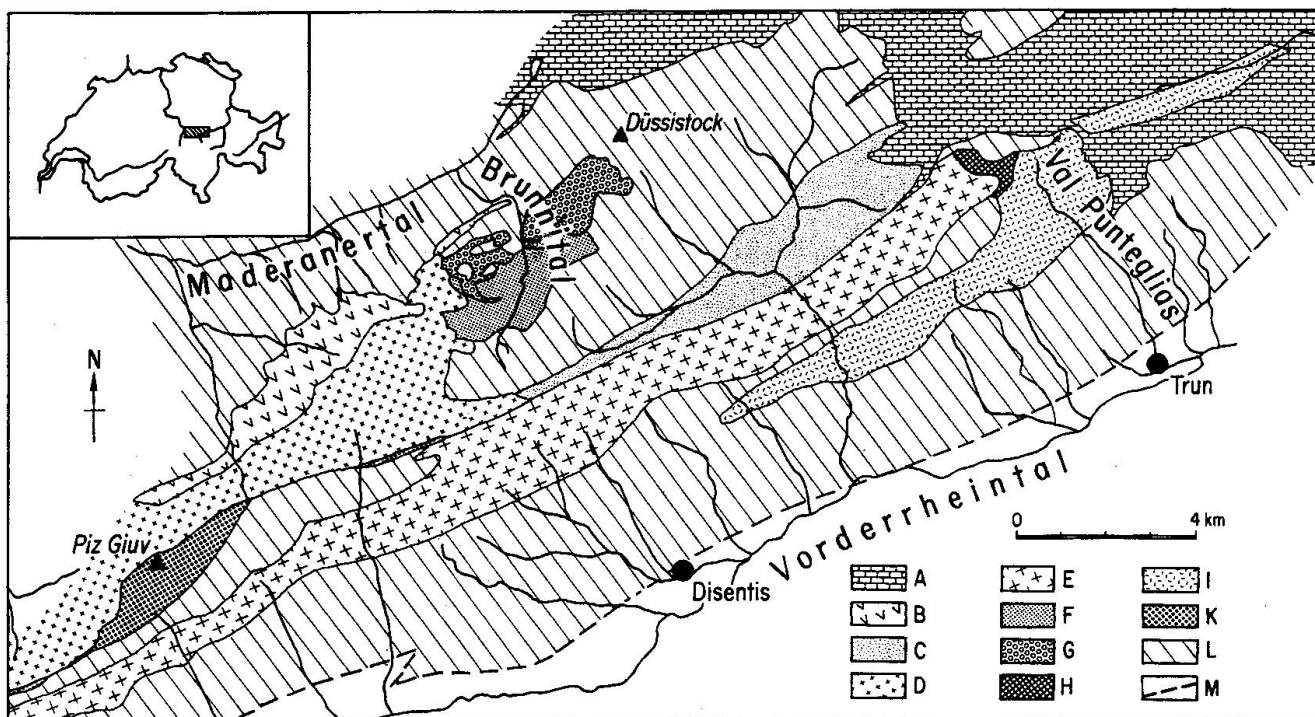 Düssistock
Maderanertal
Brunnital
Val Punteglias
N
Trun
Piz Giuv
Disentis
Vorderrheintal
0 4 km
A E I
B F K
C G L
D H M